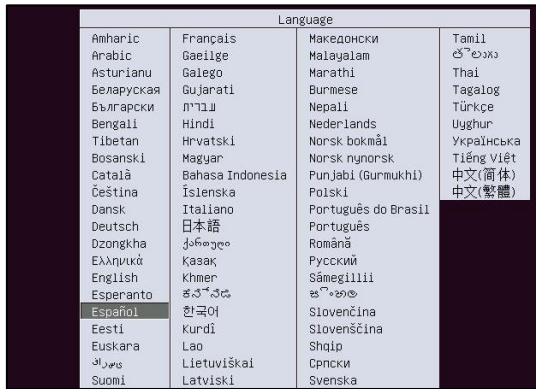 Language
Amharic
Arabic
Asturianu
Беларуская
Български
Bengali
Tibetan
Bosanski
Català
Čeština
Dansk
Deutsch
Dzongkha
Ελληνικά
English
Esperanto
Español
Eesti
Euskara
Suomi
Français
Gaeilge
Galego
Gujarati
עברית
Hindi
Hrvatski
Magyar
Bahasa Indonesia
Íslenska
Italiano
日本語
ქართული
Қазақ
Khmer
한국어
Kurdî
Lao
Lietuviškai
Latviski
Македонски
Malayalam
Marathi
Burmese
Nepali
Nederlands
Norsk bokmål
Norsk nynorsk
Punjabi (Gurmukhi)
Polski
Português do Brasil
Português
Română
Русский
Sámegillii
Slovenčina
Slovenščina
Shqip
Српски
Svenska
Tamil
Thai
Tagalog
Türkçe
Uyghur
Українська
Tiếng Việt
中文(简体)
中文(繁體)